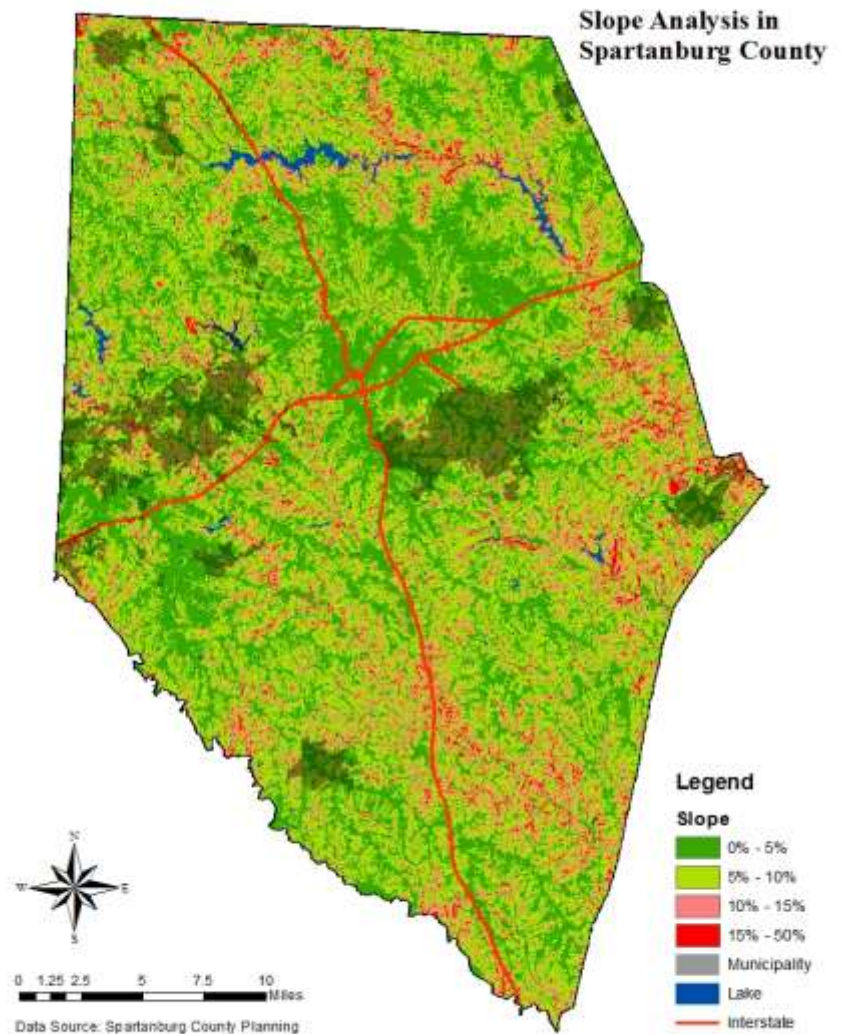 Slope Analysis in
Spartanburg County
Legend
Slope
0% - 5%
5% - 10%
10% - 15%
15% - 50%
Municipality
Lake
Interstate
N
W
E
S
0 1.25 2.5 5 7.5 10
Miles
Data Source: Spartanburg County Planning